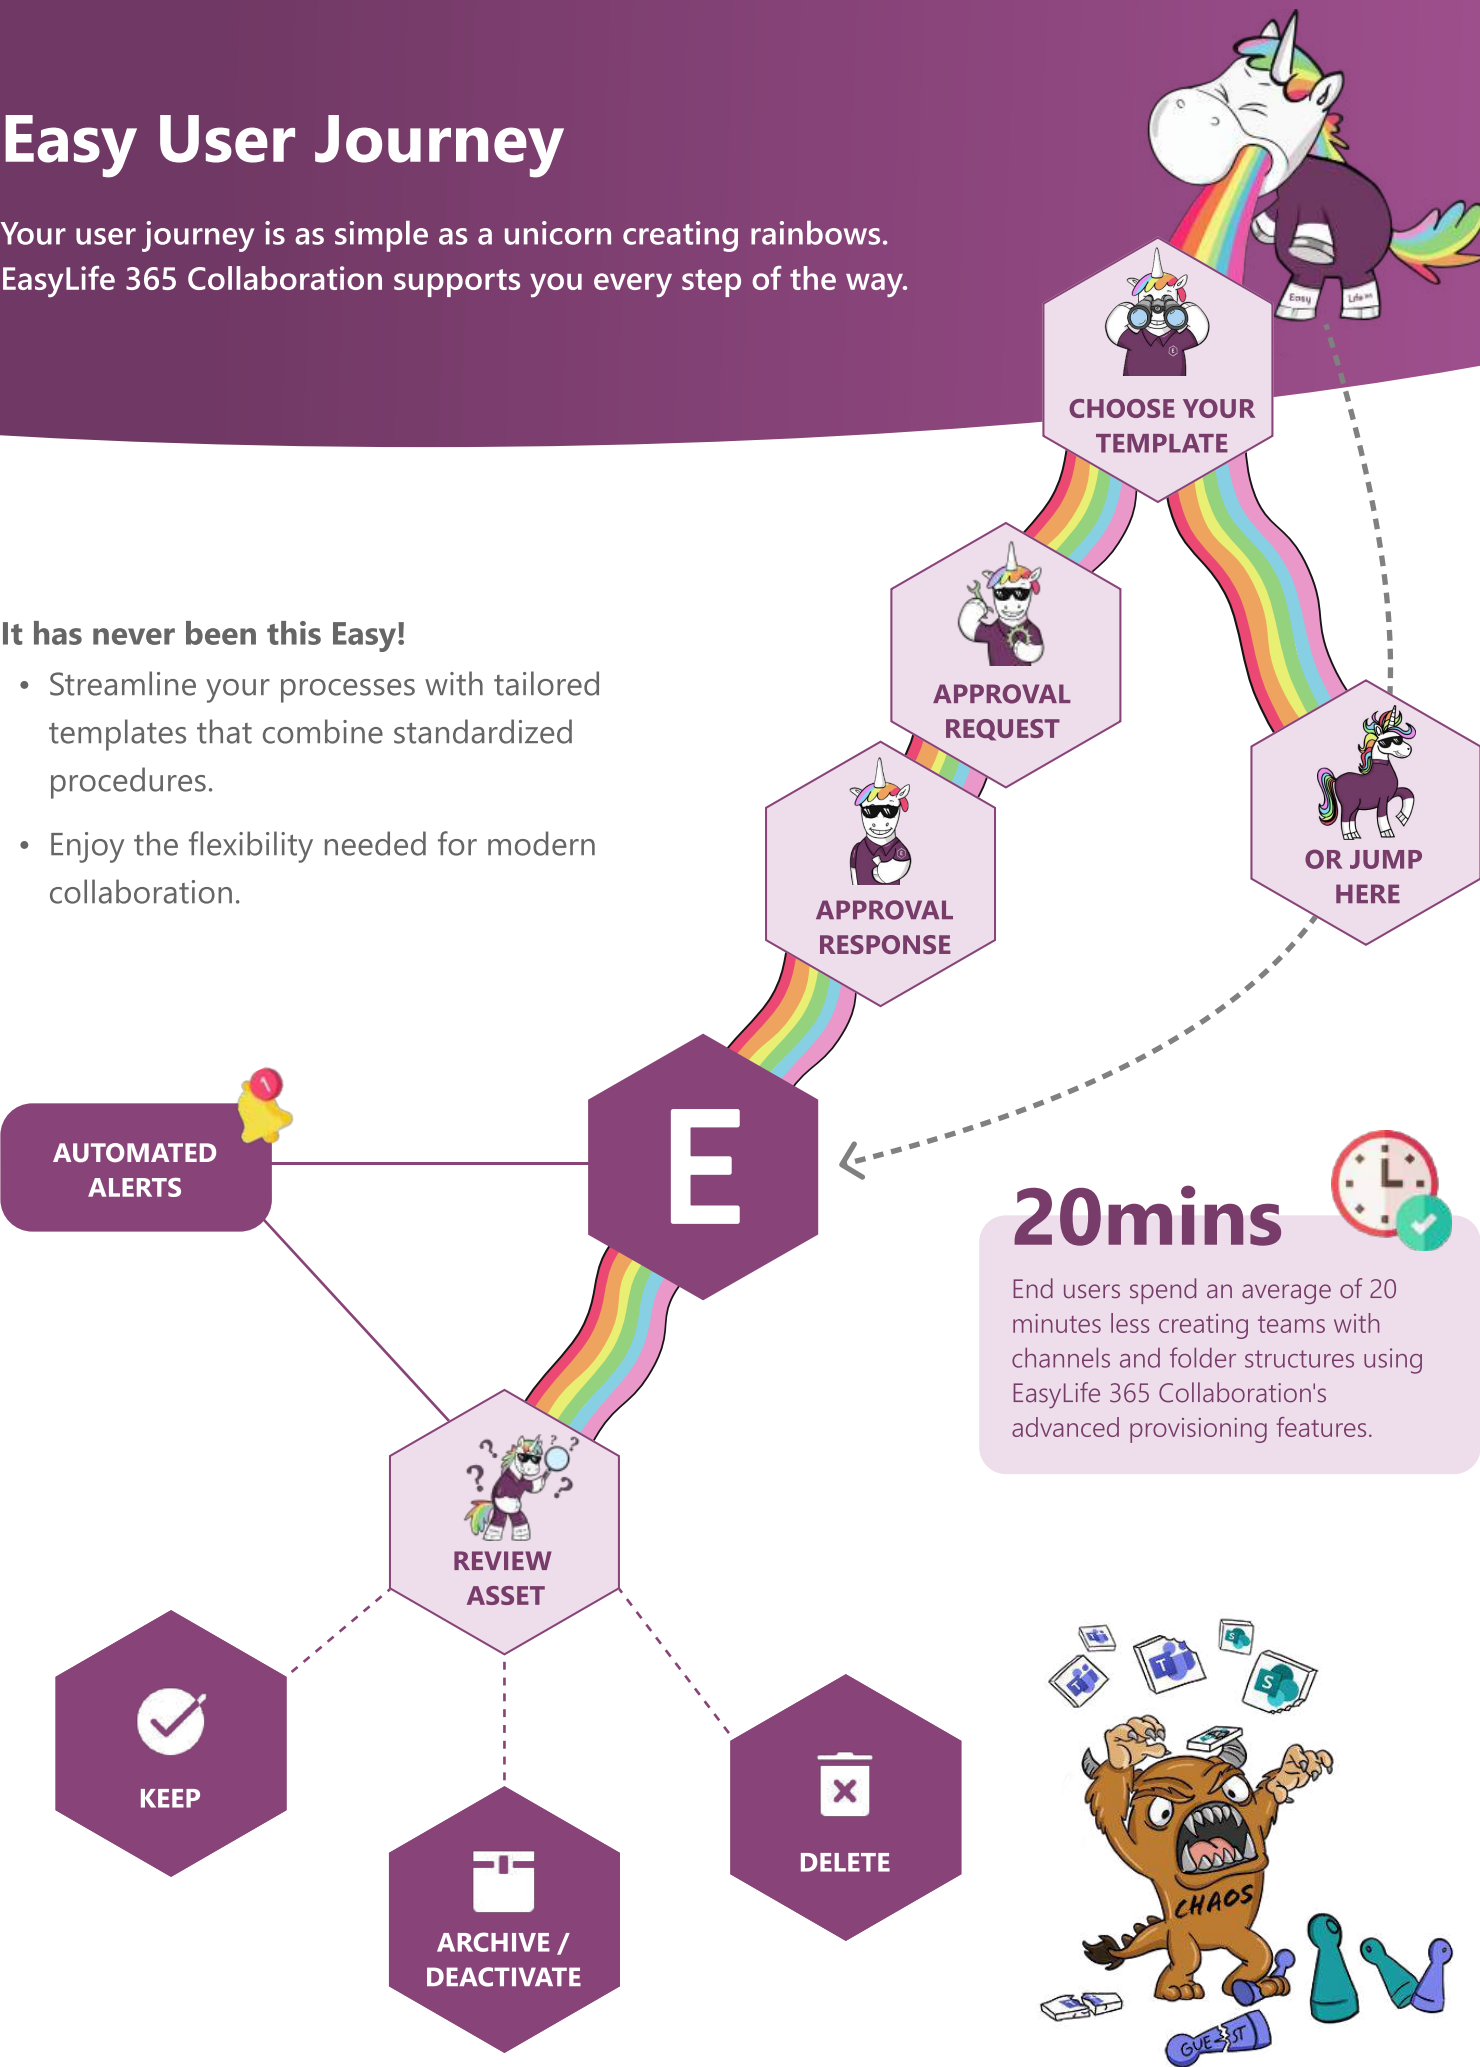 Easy User Journey
Your user journey is as simple as a unicorn creating rainbows.
EasyLife 365 Collaboration supports you every step of the way.
Easy
Life 365
CHOOSE YOUR
TEMPLATE
It has never been this Easy!
• Streamline your processes with tailored
templates that combine standardized
procedures.
• Enjoy the flexibility needed for modern
collaboration.
APPROVAL
REQUEST
APPROVAL
RESPONSE
OR JUMP
HERE
1
AUTOMATED
ALERTS
E
20mins
End users spend an average of 20
minutes less creating teams with
channels and folder structures using
EasyLife 365 Collaboration's
advanced provisioning features.
? ? ?
? ?
REVIEW
ASSET
KEEP
ARCHIVE /
DEACTIVATE
DELETE
T
S
T
T
S
CHAOS
GUEST